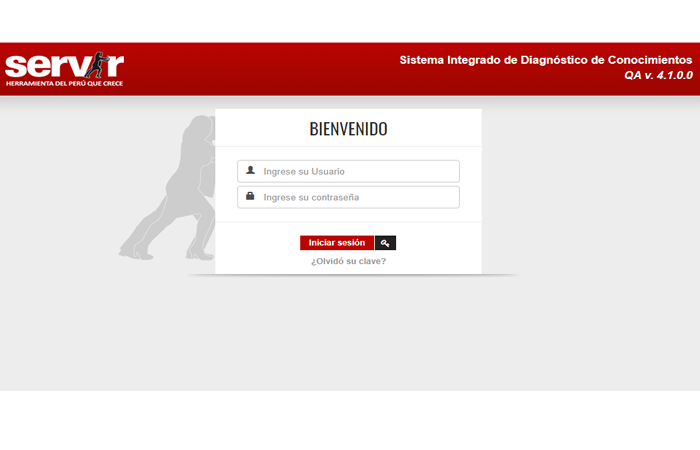 servir
HERRAMIENTA DEL PERÚ QUE CRECE
Sistema Integrado de Diagnóstico de Conocimientos
QA v. 4.1.0.0
BIENVENIDO
Ingrese su Usuario
Ingrese su contraseña
Iniciar sesión
¿Olvidó su clave?